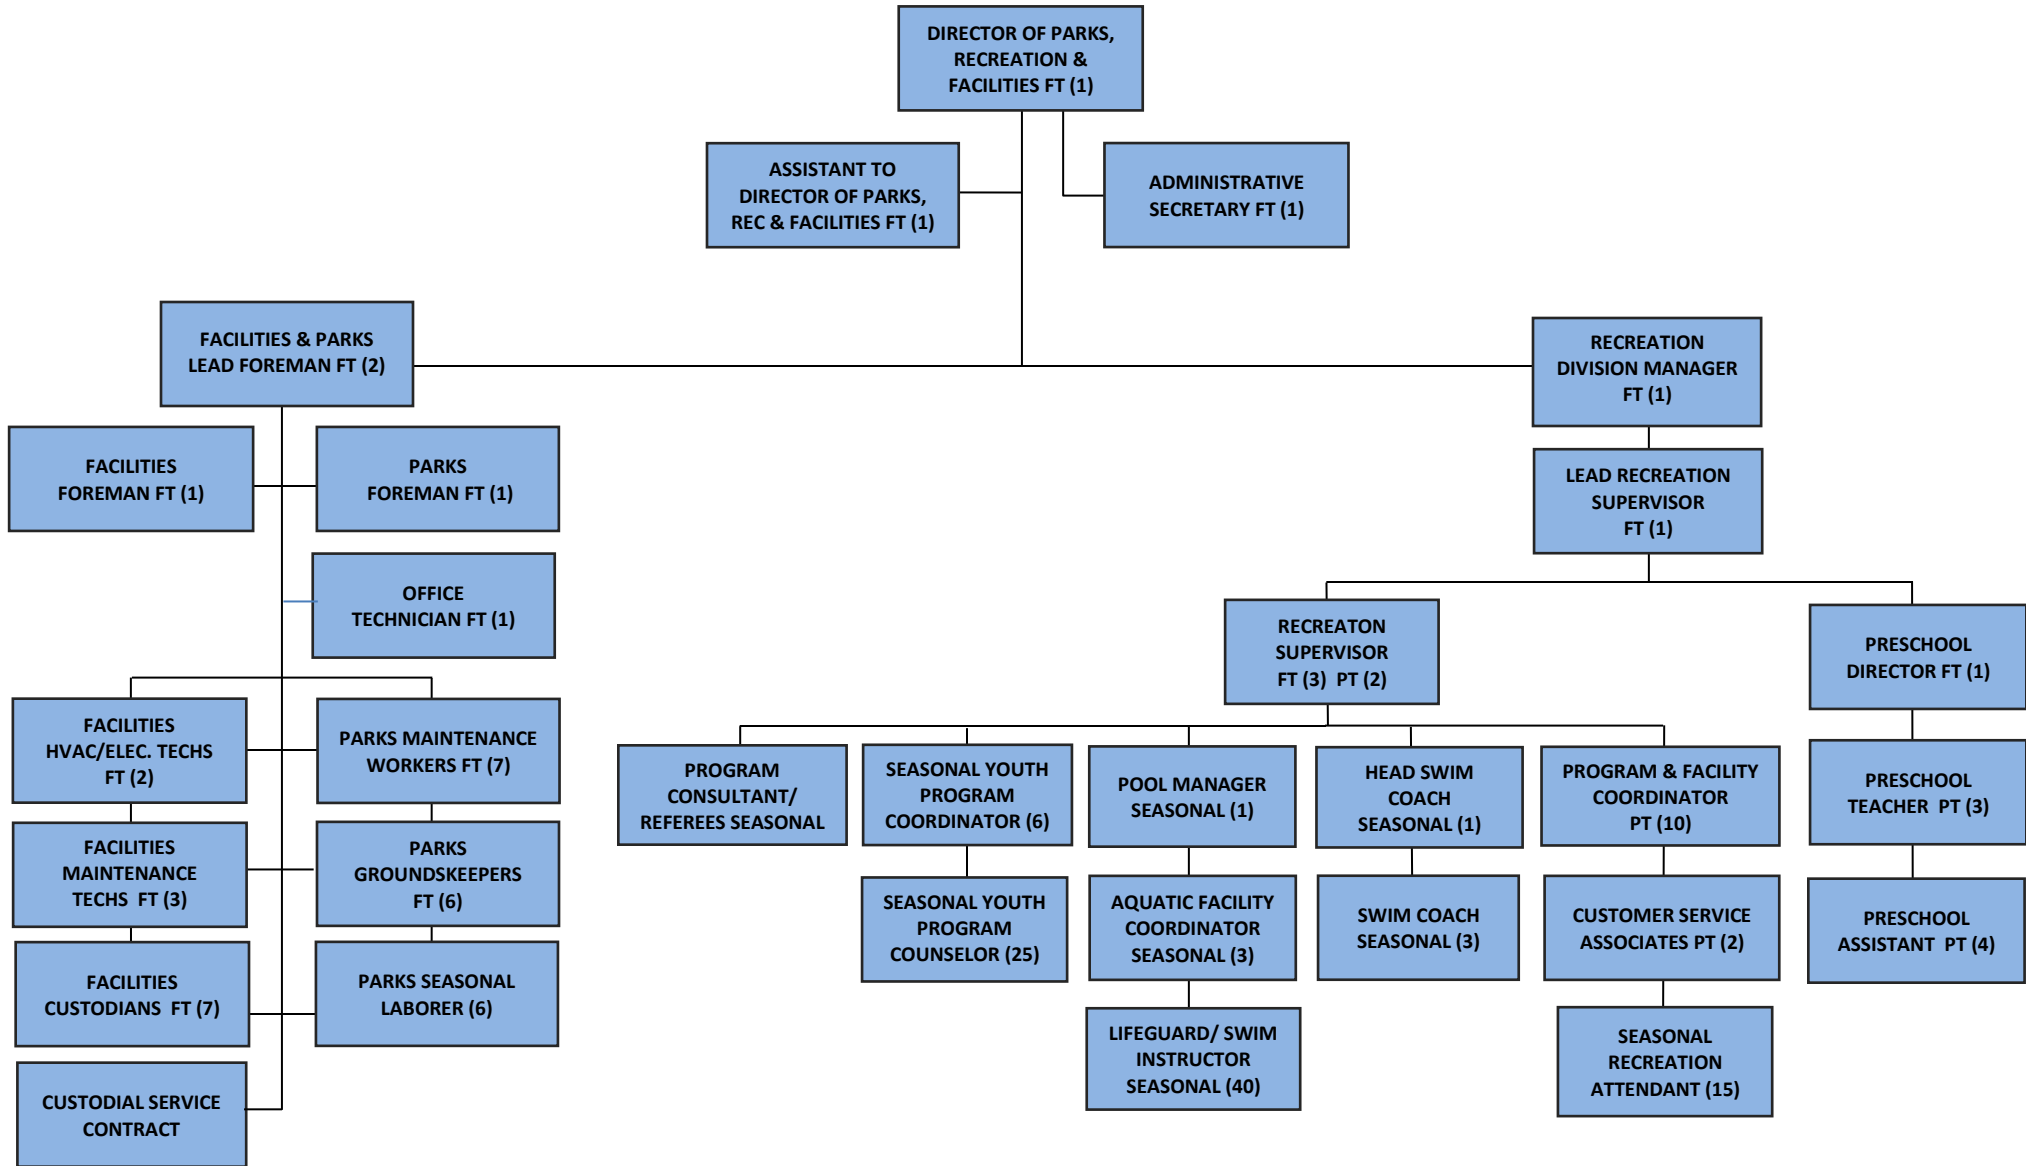 DIRECTOR OF PARKS,
RECREATION &
FACILITIES FT (1)
ASSISTANT TO
DIRECTOR OF PARKS,
REC & FACILITIES FT (1)
ADMINISTRATIVE
SECRETARY FT (1)
FACILITIES & PARKS
LEAD FOREMAN FT (2)
RECREATION
DIVISION MANAGER
FT (1)
FACILITIES
FOREMAN FT (1)
PARKS
FOREMAN FT (1)
LEAD RECREATION
SUPERVISOR
FT (1)
OFFICE
TECHNICIAN FT (1)
RECREATON
SUPERVISOR
FT (3) PT (2)
PRESCHOOL
DIRECTOR FT (1)
FACILITIES
HVAC/ELEC. TECHS
FT (2)
PARKS MAINTENANCE
WORKERS FT (7)
PROGRAM
CONSULTANT/
REFEREES SEASONAL
SEASONAL YOUTH
PROGRAM
COORDINATOR (6)
POOL MANAGER
SEASONAL (1)
HEAD SWIM
COACH
SEASONAL (1)
PROGRAM & FACILITY
COORDINATOR
PT (10)
PRESCHOOL
TEACHER PT (3)
FACILITIES
MAINTENANCE
TECHS FT (3)
PARKS
GROUNDSKEEPERS
FT (6)
SEASONAL YOUTH
PROGRAM
COUNSELOR (25)
AQUATIC FACILITY
COORDINATOR
SEASONAL (3)
SWIM COACH
SEASONAL (3)
CUSTOMER SERVICE
ASSOCIATES PT (2)
PRESCHOOL
ASSISTANT PT (4)
FACILITIES
CUSTODIANS FT (7)
PARKS SEASONAL
LABORER (6)
LIFEGUARD/ SWIM
INSTRUCTOR
SEASONAL (40)
SEASONAL
RECREATION
ATTENDANT (15)
CUSTODIAL SERVICE
CONTRACT